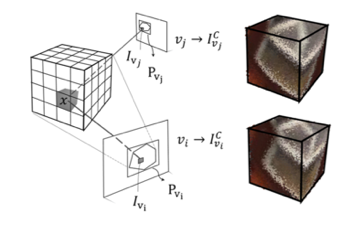 I_{v_j}
P_{v_j}
v_j → I^C_{v_j}
x
v_i → I^C_{v_i}
P_{v_i}
I_{v_i}